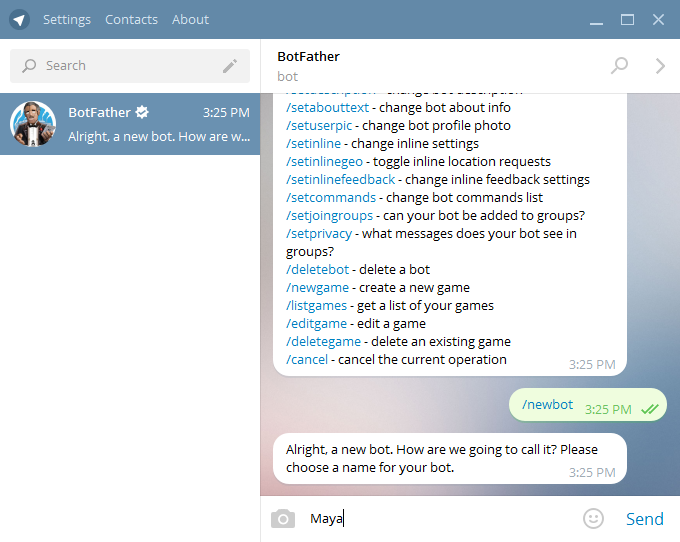 Settings Contacts About
Search
BotFather 3:25 PM
Alright, a new bot. How are w...
BotFather
bot
/setdescription - change bot description
/setabouttext - change bot about info
/setuserpic - change bot profile photo
/setinline - change inline settings
/setinlinegeo - toggle inline location requests
/setinlinefeedback - change inline feedback settings
/setcommands - change bot commands list
/setjoingroups - can your bot be added to groups?
/setprivacy - what messages does your bot see in
groups?
/deletebot - delete a bot
/newgame - create a new game
/listgames - get a list of your games
/editgame - edit a game
/deletegame - delete an existing game
/cancel - cancel the current operation
3:25 PM
/newbot 3:25 PM
Alright, a new bot. How are we going to call it? Please
choose a name for your bot.
3:25 PM
Maya Send